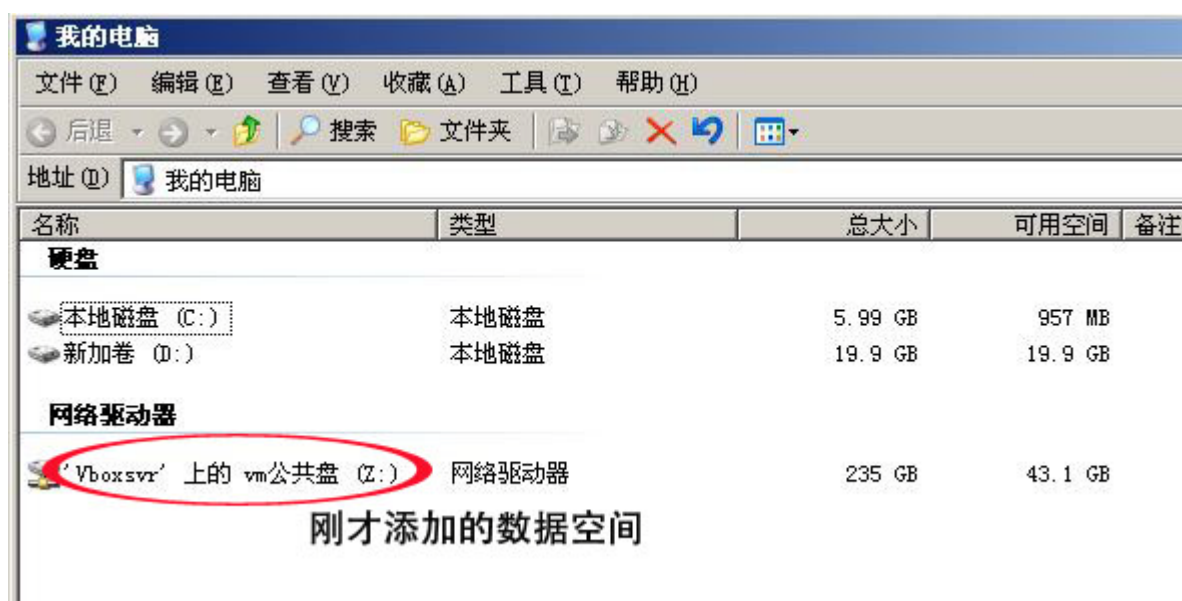 我的电脑
文件(F) 编辑(E) 查看(V) 收藏(A) 工具(T) 帮助(H)
后退 搜索 文件夹
地址(D) 我的电脑
名称 类型 总大小 可用空间 备注
硬盘
本地磁盘 (C:) 本地磁盘 5.99 GB 957 MB
新加卷 (D:) 本地磁盘 19.9 GB 19.9 GB
网络驱动器
'Vboxsvr' 上的 vm公共盘 (Z:) 网络驱动器 235 GB 43.1 GB
刚才添加的数据空间